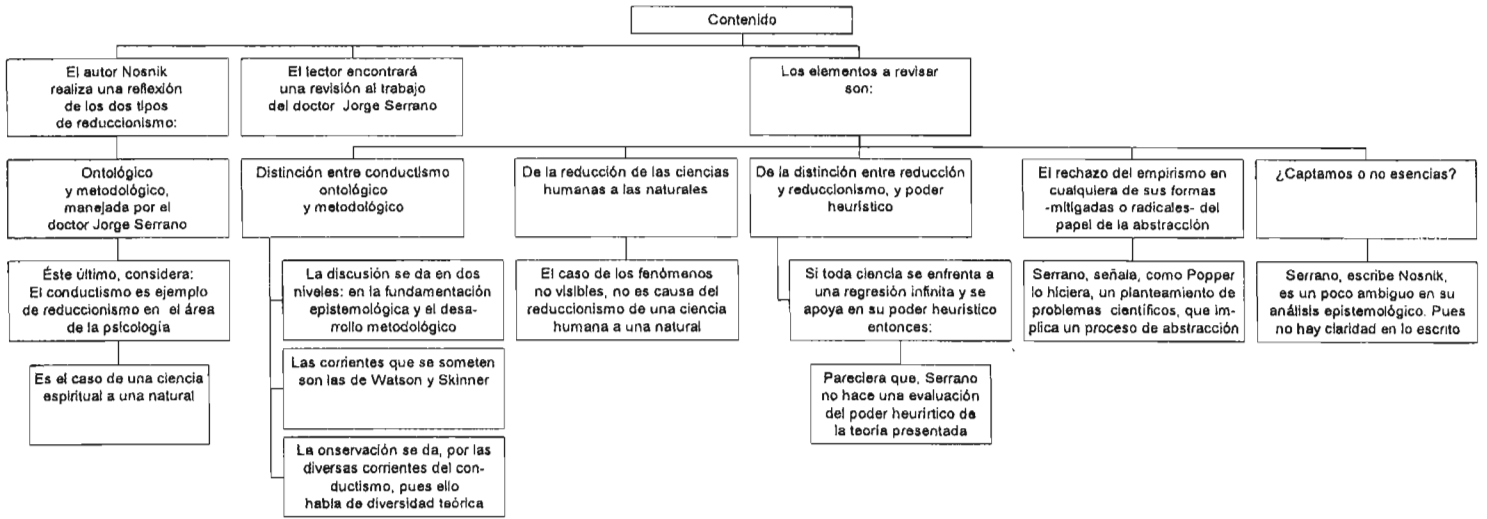 Contenido
El autor Nosnik
realiza una reflexión
de los dos tipos
de reduccionismo:
El lector encontrará
una revisión al trabajo
del doctor Jorge Serrano
Los elementos a revisar
son:
Ontológico
y metodológico,
manejada por el
doctor Jorge Serrano
Distinción entre conductismo
ontológico
y metodológico
De la reducción de las ciencias
humanas a las naturales
De la distinción entre reducción
y reduccionismo, y poder
heurístico
El rechazo del empirismo en
cualquiera de sus formas
-mitigadas o radicales- del
papel de la abstracción
¿Captamos o no esencias?
Éste último, considera:
El conductismo es ejemplo
de reduccionismo en el área
de la psicología
La discusión se da en dos
niveles: en la fundamentación
epistemológica y el desa-
rrollo metodológico
El caso de los fenómenos
no visibles, no es causa del
reduccionismo de una ciencia
humana a una natural
Si toda ciencia se enfrenta a
una regresión infinita y se
apoya en su poder heurístico
entonces:
Serrano, señala, como Popper
lo hiciera, un planteamiento de
problemas científicos, que im-
plica un proceso de abstracción
Serrano, escribe Nosnik,
es un poco ambiguo en su
análisis epistemológico. Pues
no hay claridad en lo escrito
Es el caso de una ciencia
espiritual a una natural
Las corrientes que se someten
son las de Watson y Skinner
Pareciera que, Serrano
no hace una evaluación
del poder heurírtico de
la teoría presentada
La onservación se da, por las
diversas corrientes del con-
ductismo, pues ello
habla de diversidad teórica